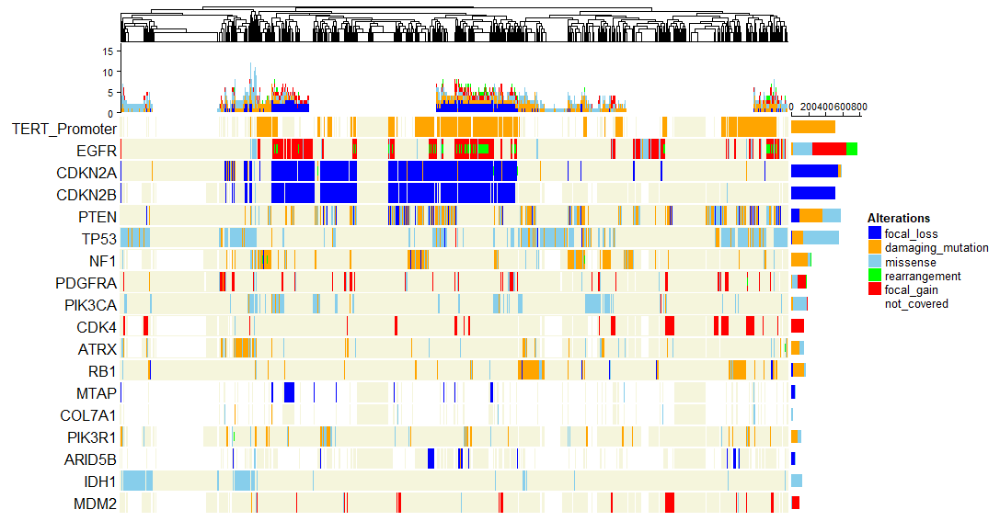 15
10
5
0
0 200400600800
TERT_Promoter
EGFR
CDKN2A
CDKN2B
PTEN
TP53
NF1
PDGFRA
PIK3CA
CDK4
ATRX
RB1
MTAP
COL7A1
PIK3R1
ARID5B
IDH1
MDM2
Alterations
focal_loss
damaging_mutation
missense
rearrangement
focal_gain
not_covered